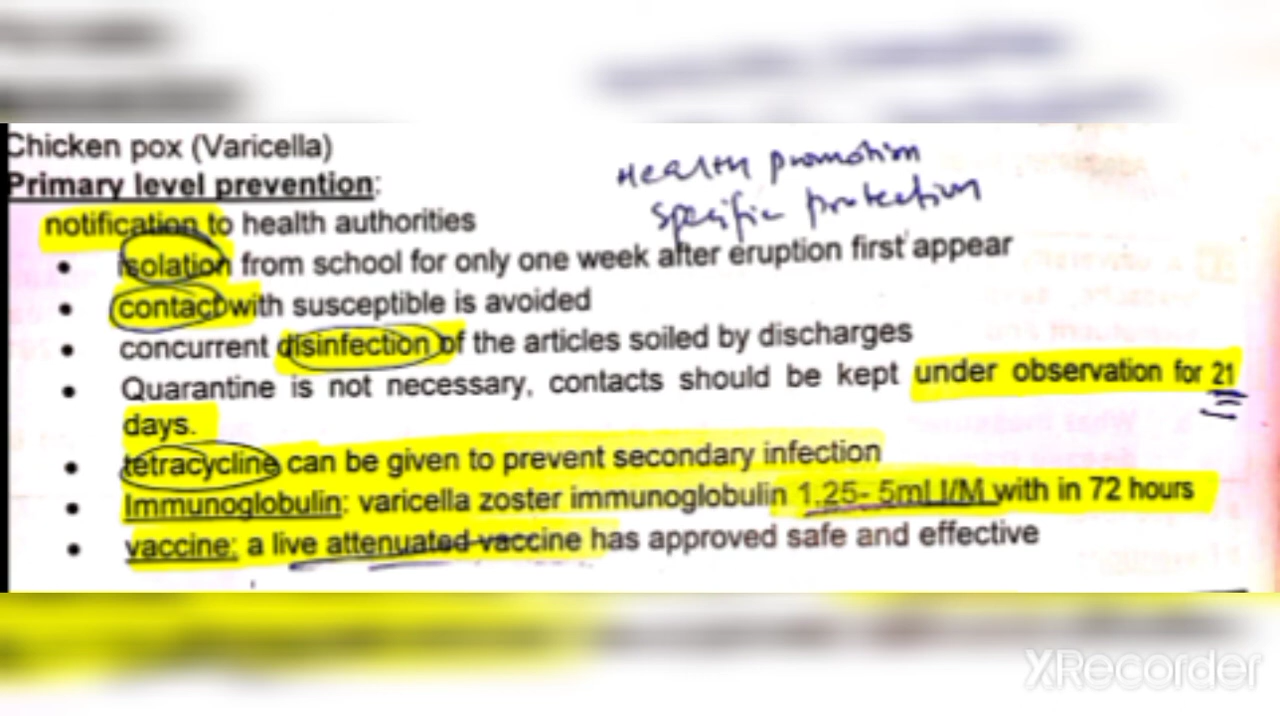 Chicken pox (Varicella)
Health promotion
Primary level prevention:
specific protection
notification to health authorities
• isolation from school for only one week after eruption first appear
• contact with susceptible is avoided
• concurrent disinfection of the articles soiled by discharges
• Quarantine is not necessary, contacts should be kept under observation for 21
days.
• tetracycline can be given to prevent secondary infection
• Immunoglobulin: varicella zoster immunoglobulin 1.25- 5ml I/M with in 72 hours
• vaccine: a live attenuated vaccine has approved safe and effective
XRecorder